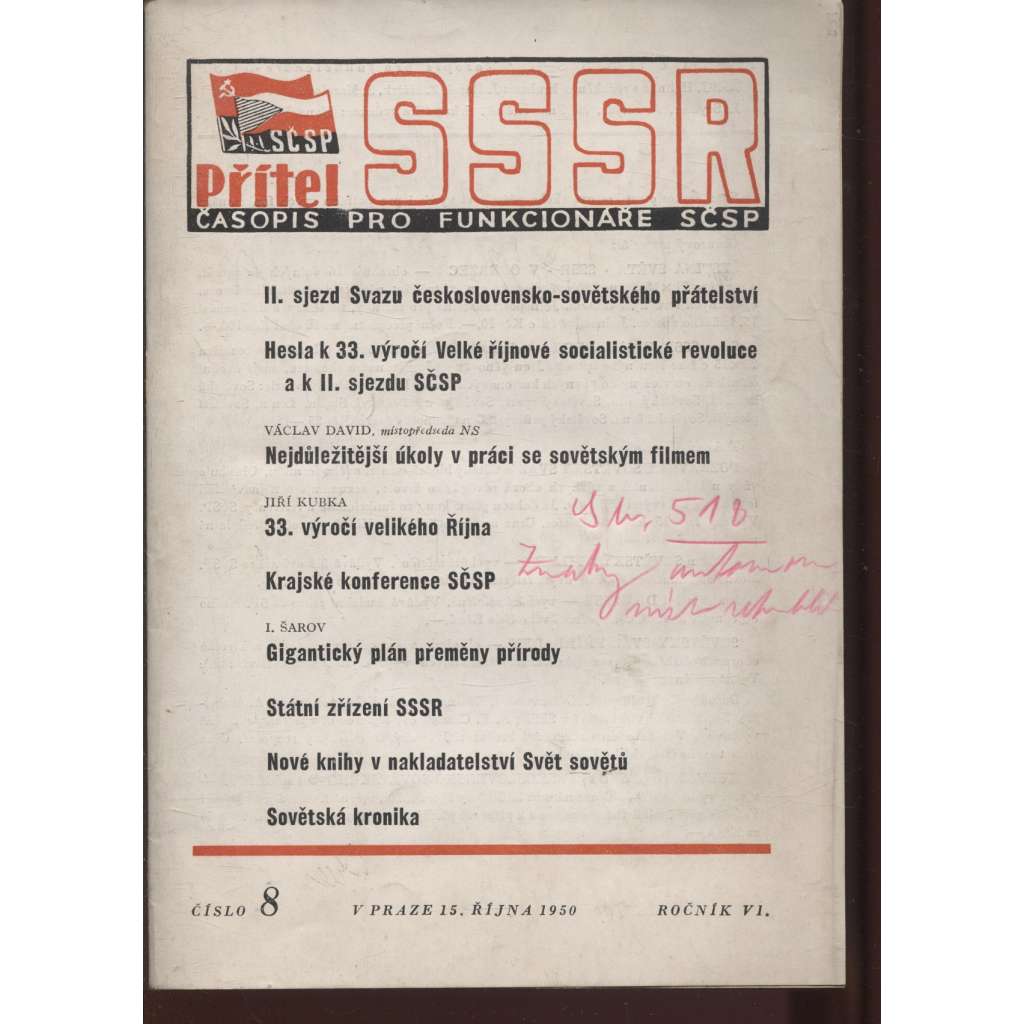 SČSP
Přítel SSSR
ČASOPIS PRO FUNKCIONÁŘE SČSP
II. sjezd Svazu československo-sovětského přátelství
Hesla k 33. výročí Velké říjnové socialistické revoluce
a k II. sjezdu SČSP
VÁCLAV DAVID, místopředseda NS
Nejdůležitější úkoly v práci se sovětským filmem
JIŘÍ KUBKA
33. výročí velikého Října
518
Krajské konference SČSP
I. ŠAROV
Gigantický plán přeměny přírody
Státní zřízení SSSR
Nové knihy v nakladatelství Svět sovětů
Sovětská kronika
ČÍSLO 8 V PRAZE 15. ŘÍJNA 1950 ROČNÍK VI.